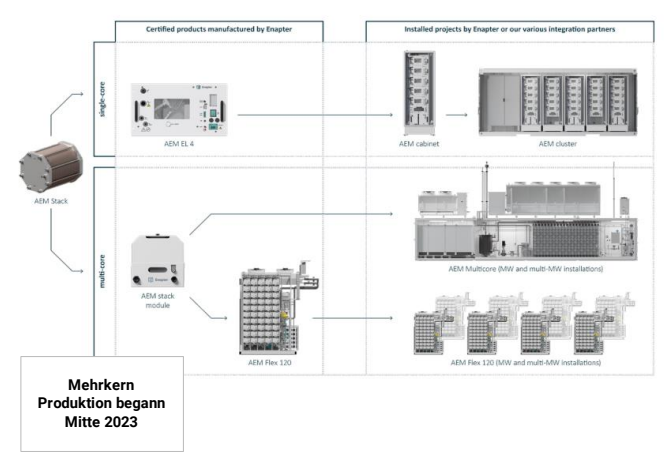 Certified products manufactured by Enapter
Installed projects by Enapter or our various integration partners
single-core
AEM EL 4
AEM cabinet
AEM cluster
AEM Stack
multi-core
AEM Multicore (MW and multi-MW installations)
Enapter
AEM stack
module
AEM Flex 120
AEM Flex 120 (MW and multi-MW installations)
Mehrkern
Produktion begann
Mitte 2023